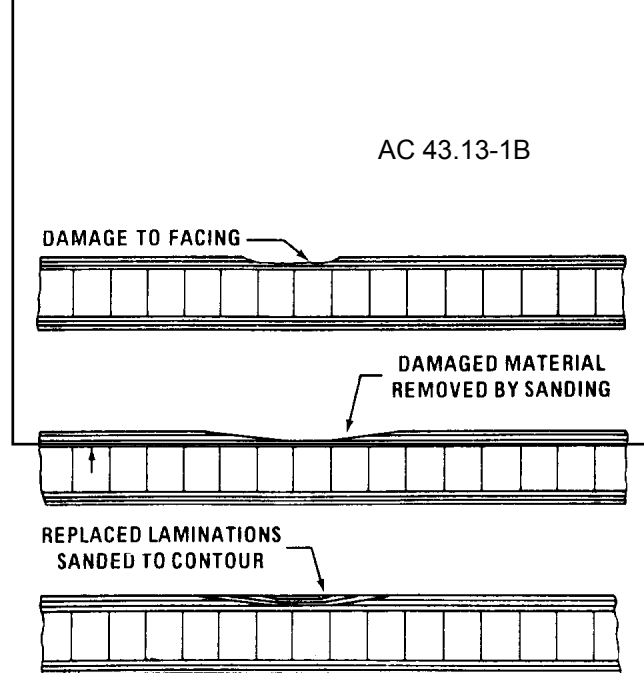 AC 43.13-1B
DAMAGE TO FACING
DAMAGED MATERIAL
REMOVED BY SANDING
REPLACED LAMINATIONS
SANDED TO CONTOUR